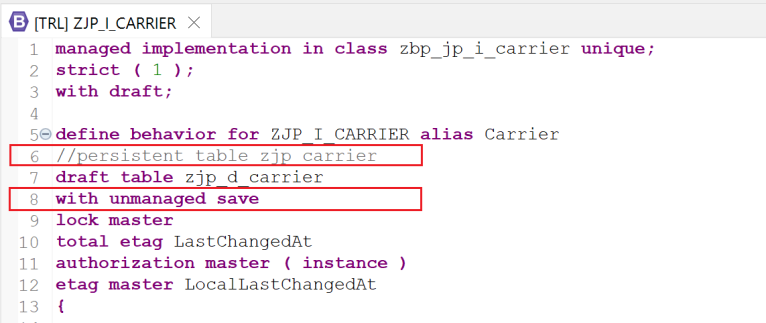 [TRL] ZJP_I_CARRIER
1 managed implementation in class zbp_jp_i_carrier unique;
2 strict ( 1 );
3 with draft;
4
5 define behavior for ZJP_I_CARRIER alias Carrier
6 //persistent table zjp_carrier
7 draft table zjp_d_carrier
8 with unmanaged save
9 lock master
10 total etag LastChangedAt
11 authorization master ( instance )
12 etag master LocalLastChangedAt
13 {